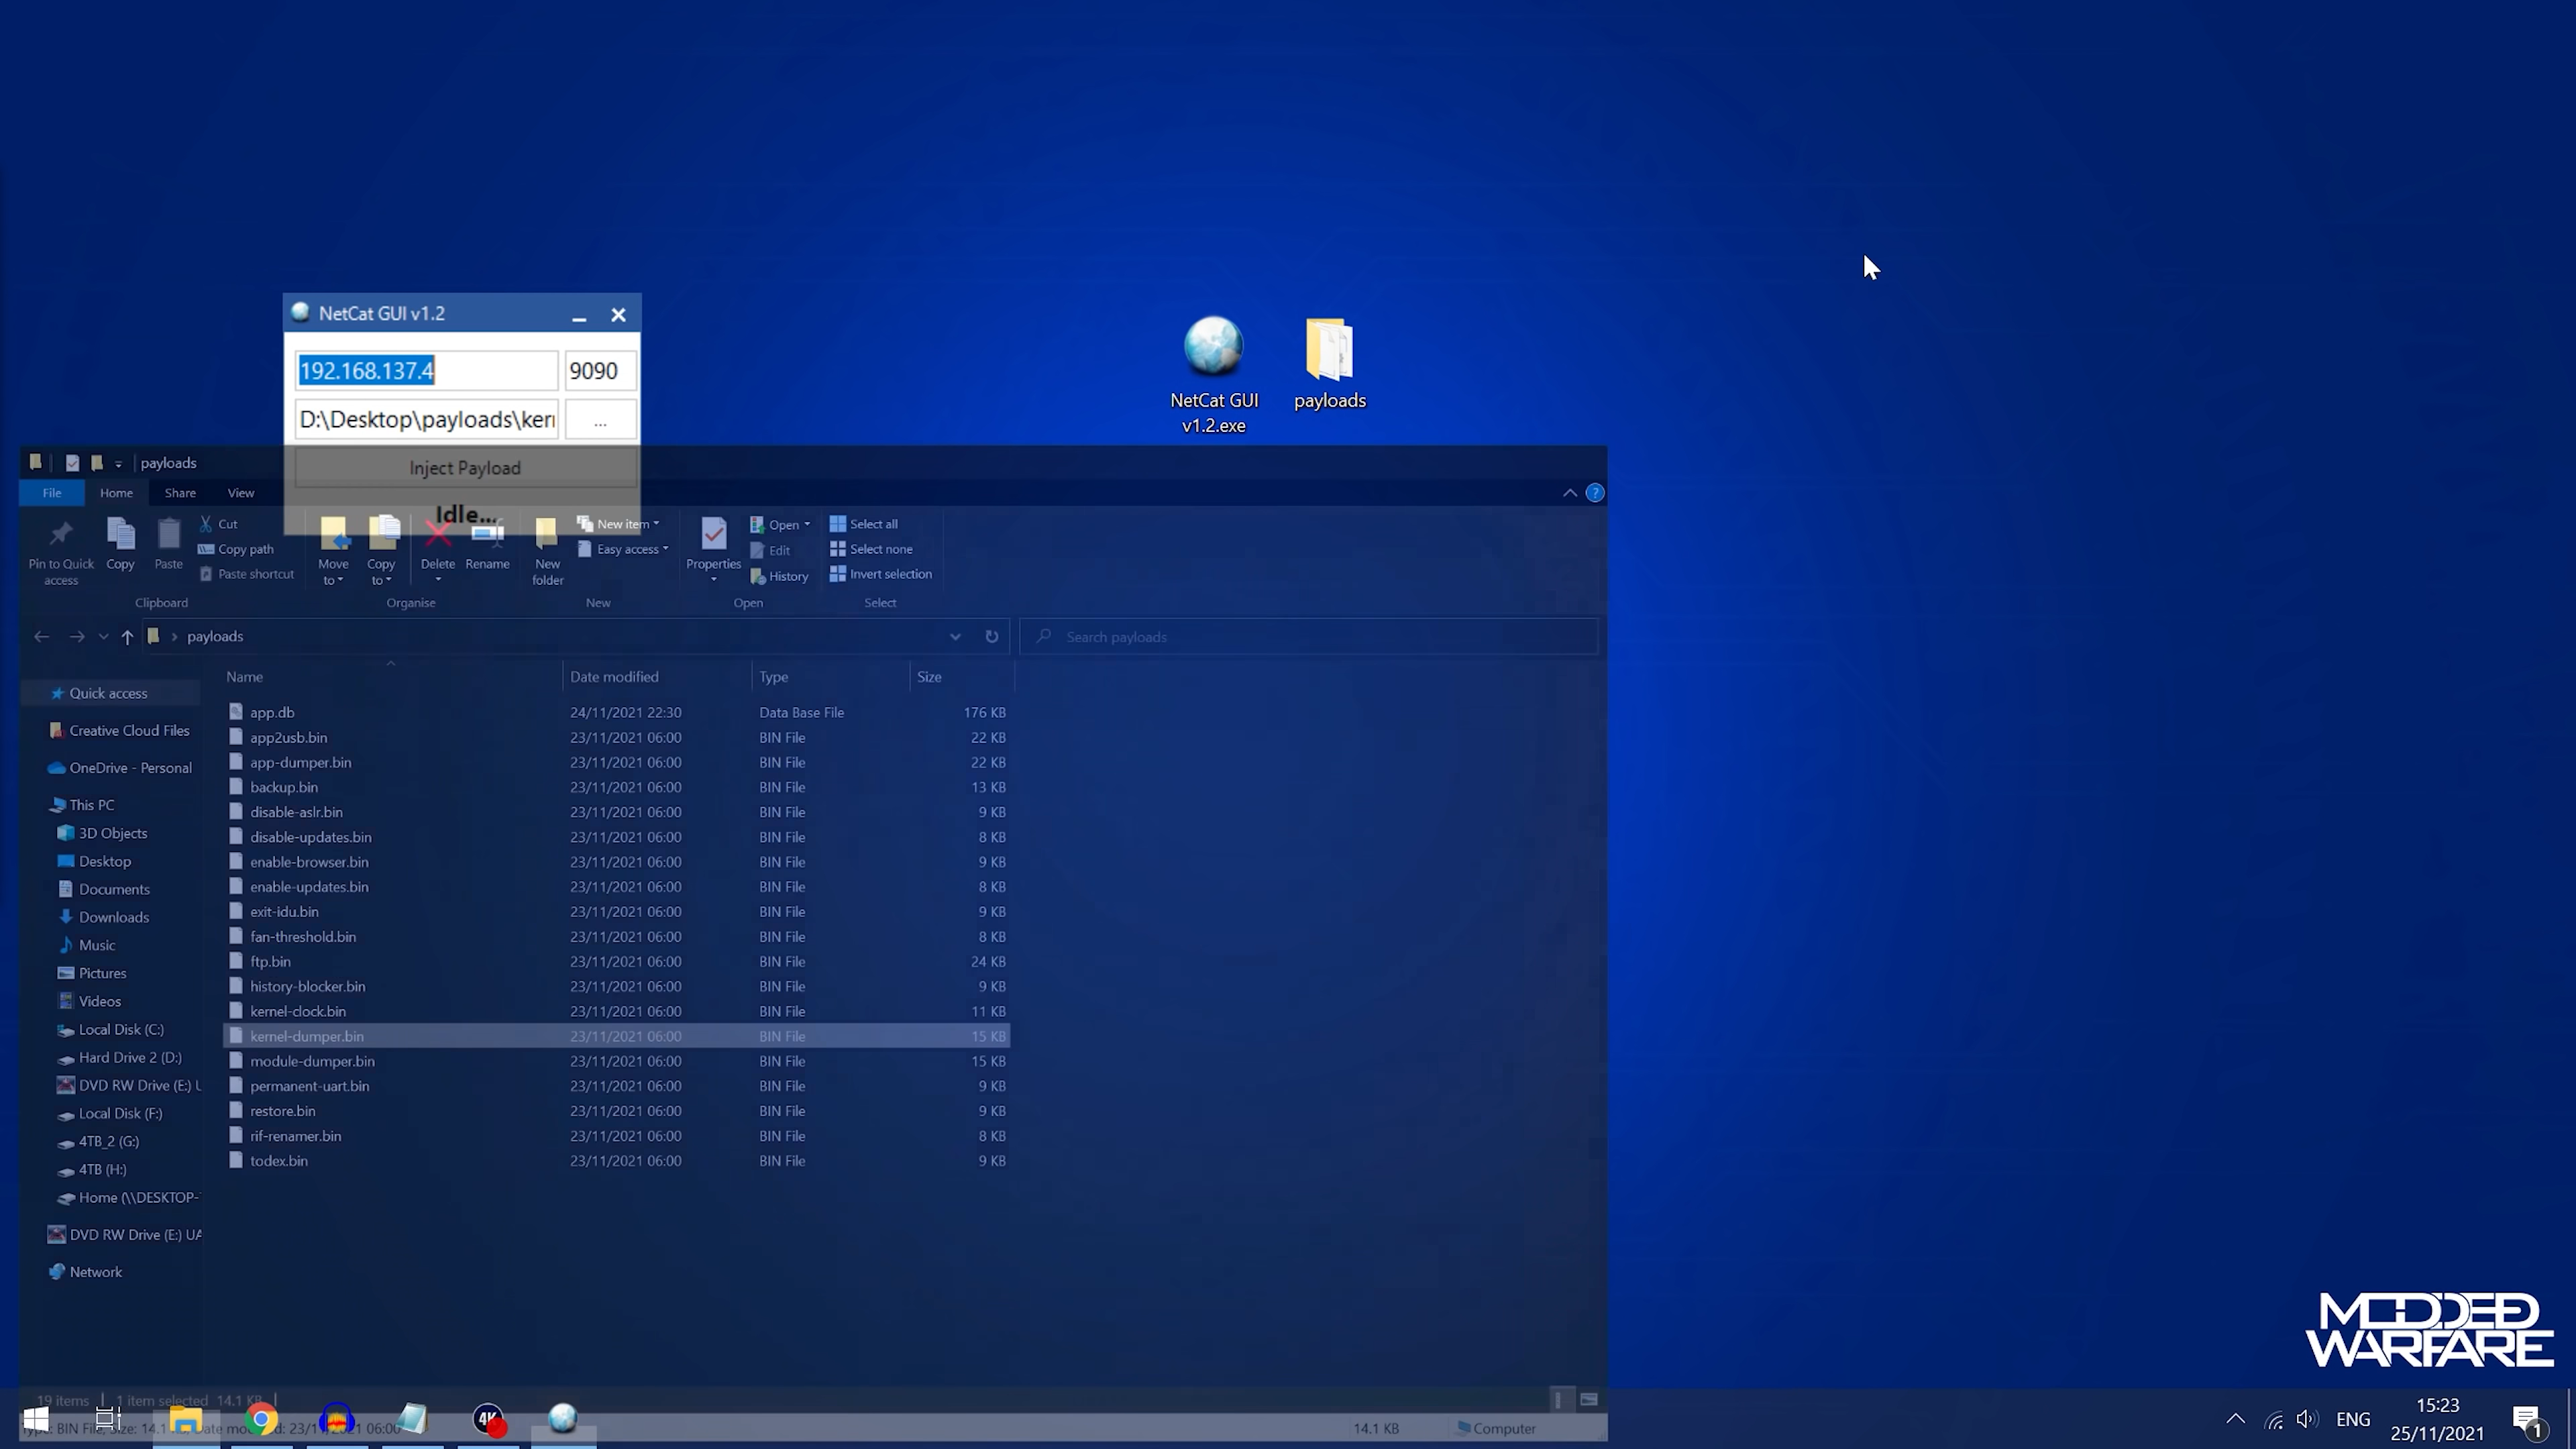 NetCat GUI v1.2
192.168.137.4
9090
D:\Desktop\payloads\ker
...
Inject Payload
Idle...
NetCat GUI
v1.2.exe
payloads
payloads
File
Home
Share
View
?
Pin to Quick
access
Copy
Paste
Cut
Copy path
Paste shortcut
Clipboard
Move
to
Copy
to
Delete
Rename
Organise
New
folder
New item
Easy access
New
Properties
Open
Edit
History
Open
Select all
Select none
Invert selection
Select
payloads
Search payloads
Name
Date modified
Type
Size
Quick access
Creative Cloud Files
OneDrive - Personal
This PC
3D Objects
Desktop
Documents
Downloads
Music
Pictures
Videos
Local Disk (C:)
Hard Drive 2 (D:)
DVD RW Drive (E:) U
Local Disk (F:)
4TB_2 (G:)
4TB (H:)
Home (\\DESKTOP-
DVD RW Drive (E:) UA
Network
app.db 24/11/2021 22:30 Data Base File 176 KB
app2usb.bin 23/11/2021 06:00 BIN File 22 KB
app-dumper.bin 23/11/2021 06:00 BIN File 22 KB
backup.bin 23/11/2021 06:00 BIN File 13 KB
disable-aslr.bin 23/11/2021 06:00 BIN File 9 KB
disable-updates.bin 23/11/2021 06:00 BIN File 8 KB
enable-browser.bin 23/11/2021 06:00 BIN File 9 KB
enable-updates.bin 23/11/2021 06:00 BIN File 8 KB
exit-idu.bin 23/11/2021 06:00 BIN File 9 KB
fan-threshold.bin 23/11/2021 06:00 BIN File 8 KB
ftp.bin 23/11/2021 06:00 BIN File 24 KB
history-blocker.bin 23/11/2021 06:00 BIN File 9 KB
kernel-clock.bin 23/11/2021 06:00 BIN File 11 KB
kernel-dumper.bin 23/11/2021 06:00 BIN File 15 KB
module-dumper.bin 23/11/2021 06:00 BIN File 15 KB
permanent-uart.bin 23/11/2021 06:00 BIN File 9 KB
restore.bin 23/11/2021 06:00 BIN File 9 KB
rif-renamer.bin 23/11/2021 06:00 BIN File 8 KB
todex.bin 23/11/2021 06:00 BIN File 9 KB
MODDED
WARFARE
19 items 1 item selected 14.1 KB
4K
14.1 KB
Computer
ENG
15:23
25/11/2021
1